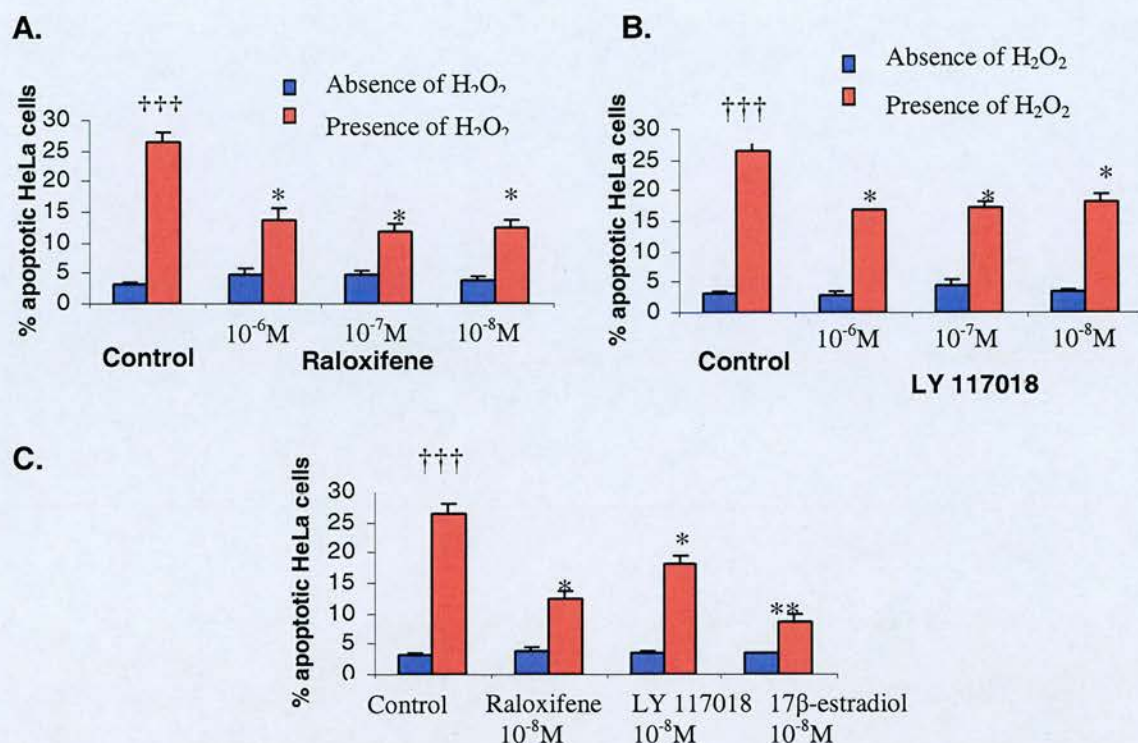 A.
Absence of H₂O₂
Presence of H₂O₂
†††
*
*
*
% apoptotic HeLa cells
30
25
20
15
10
5
0
10⁻⁶M
10⁻⁷M
10⁻⁸M
Control
Raloxifene
B.
Absence of H₂O₂
Presence of H₂O₂
†††
*
*
*
% apoptotic HeLa cells
30
25
20
15
10
5
0
10⁻⁶M
10⁻⁷M
10⁻⁸M
Control
LY 117018
C.
†††
*
*
**
% apoptotic HeLa cells
30
25
20
15
10
5
0
Control
Raloxifene
10⁻⁸M
LY 117018
10⁻⁸M
17β-estradiol
10⁻⁸M